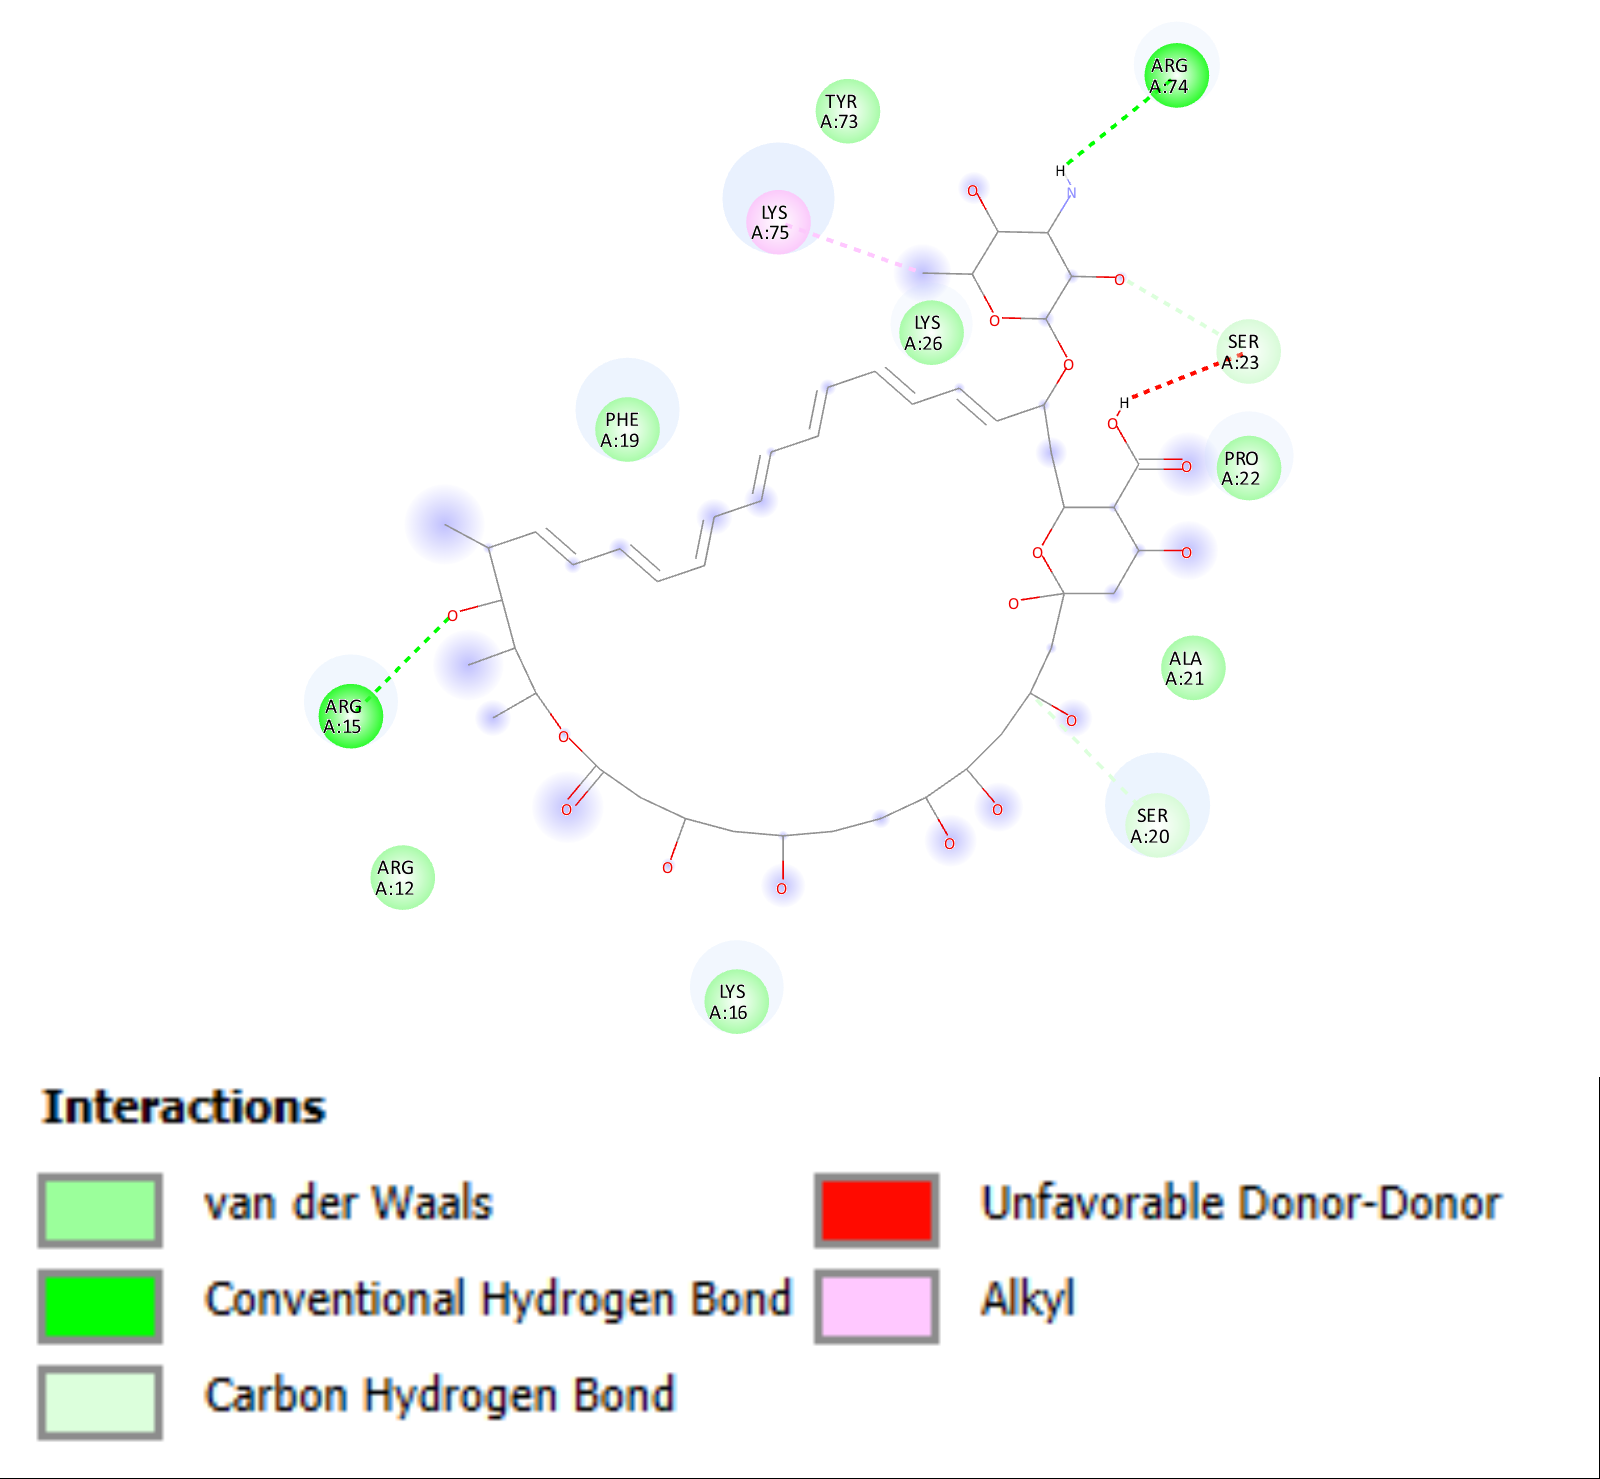 ARG
A:74
TYR
A:73
H
N
O
LYS
A:75
O
O
LYS
A:26
SER
A:23
O
H
O
PHE
A:19
PRO
A:22
O
O
O
O
O
ALA
A:21
ARG
A:15
O
O
O
O
SER
A:20
O
O
O
ARG
A:12
LYS
A:16
Interactions
van der Waals
Conventional Hydrogen Bond
Carbon Hydrogen Bond
Unfavorable Donor-Donor
Alkyl